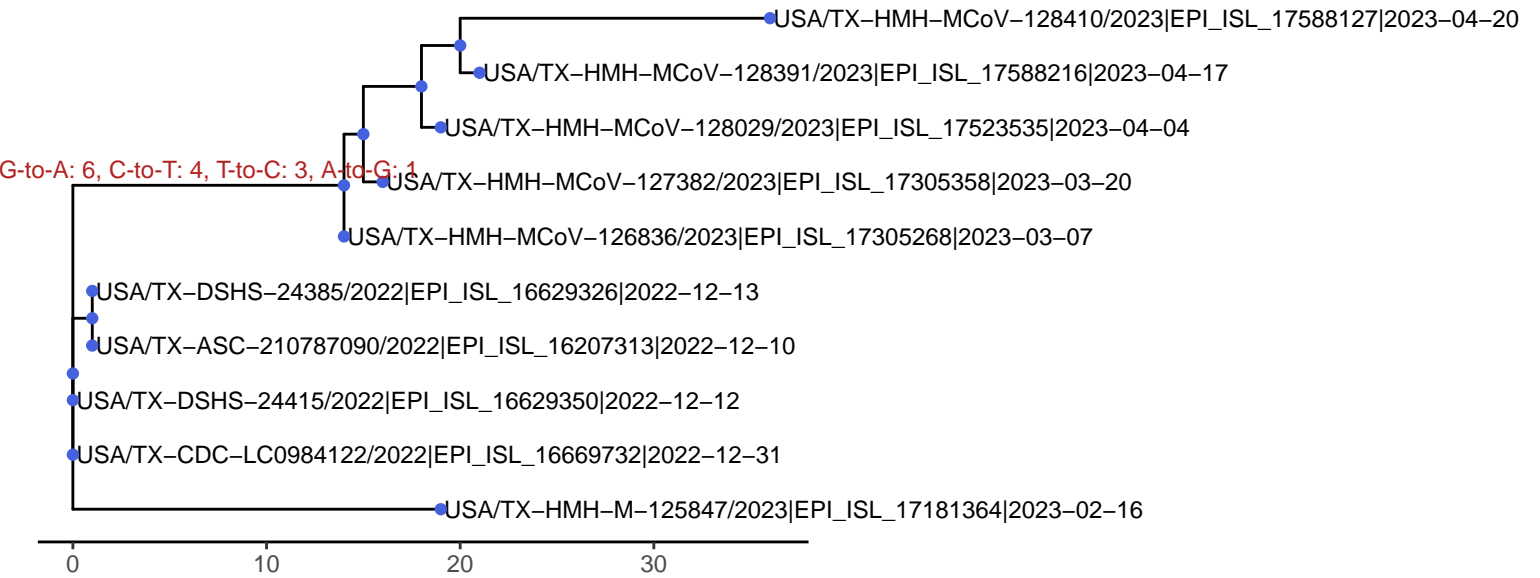 USA/TX−HMH−MCoV−128410/2023|EPI_ISL_17588127|2023−04−20
USA/TX−HMH−MCoV−128391/2023|EPI_ISL_17588216|2023−04−17
USA/TX−HMH−MCoV−128029/2023|EPI_ISL_17523535|2023−04−04
G-to-A: 6, C-to-T: 4, T-to-C: 3, A-to-G: 1
USA/TX−HMH−MCoV−127382/2023|EPI_ISL_17305358|2023−03−20
USA/TX−HMH−MCoV−126836/2023|EPI_ISL_17305268|2023−03−07
USA/TX−DSHS−24385/2022|EPI_ISL_16629326|2022−12−13
USA/TX−ASC−210787090/2022|EPI_ISL_16207313|2022−12−10
USA/TX−DSHS−24415/2022|EPI_ISL_16629350|2022−12−12
USA/TX−CDC−LC0984122/2022|EPI_ISL_16669732|2022−12−31
USA/TX−HMH−M−125847/2023|EPI_ISL_17181364|2023−02−16
0 10 20 30